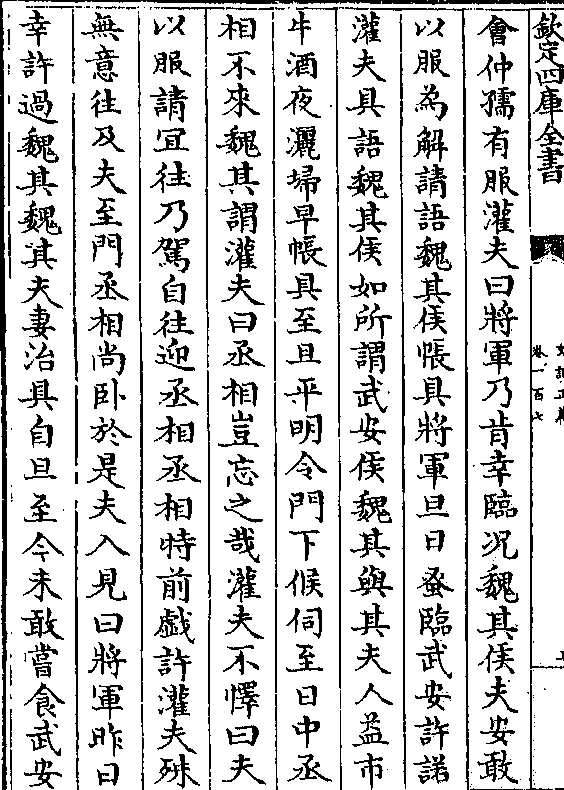 欽定四庫全書
史記正義
卷一百七
會仲孺有服灌夫曰將軍乃肯幸臨况魏其侯夫安敢
以服為解請語魏其侯帳具將軍旦日蚤臨武安許諾
灌夫具語魏其侯如所謂武安侯魏其與其夫人益市
牛酒夜灑埽早帳具至旦平明令門下候伺至日中丞
相不來魏其謂灌夫曰丞相豈忘之哉灌夫不懌曰夫
以服請宜往乃駕自往迎丞相丞相特前戯許灌夫殊
無意往及夫至門丞相尚卧於是夫入見曰將軍昨日
幸許過魏其魏其夫妻治具自旦至今未敢嘗食武安